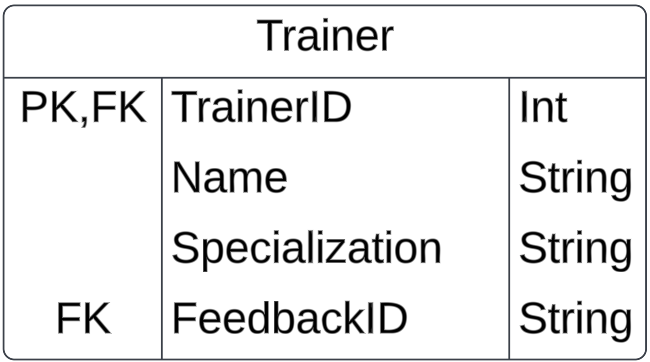 Trainer
PK,FK TrainerID Int
Name String
Specialization String
FK FeedbackID String